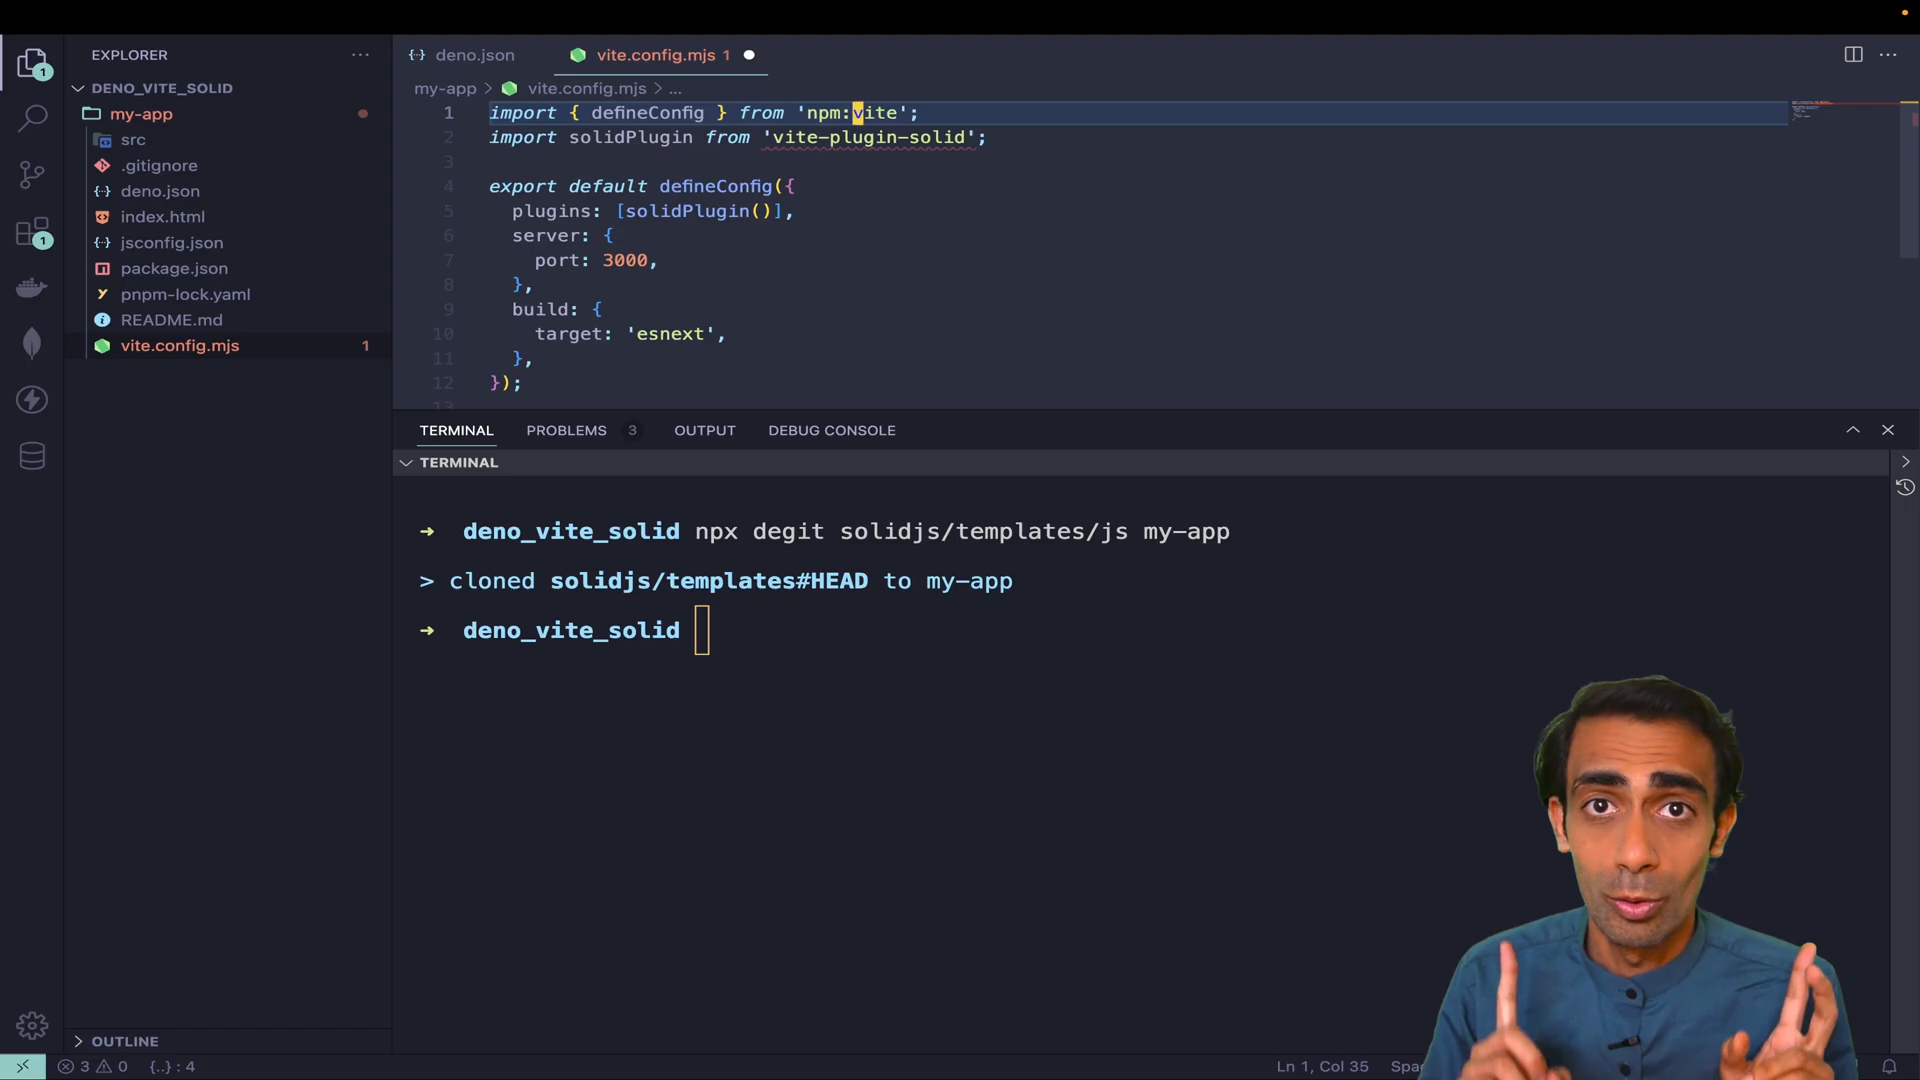 EXPLORER
DENO_VITE_SOLID
my-app
src
.gitignore
deno.json
index.html
jsconfig.json
package.json
pnpm-lock.yaml
README.md
vite.config.mjs 1
OUTLINE
1
1
deno.json
vite.config.mjs 1
my-app > vite.config.mjs > ...
1 import { defineConfig } from 'npm:vite';
2 import solidPlugin from 'vite-plugin-solid';
3
4 export default defineConfig({
5 plugins: [solidPlugin()],
6 server: {
7 port: 3000,
8 },
9 build: {
10 target: 'esnext',
11 },
12 });
13
TERMINAL PROBLEMS 3 OUTPUT DEBUG CONSOLE
TERMINAL
→ deno_vite_solid npx degit solidjs/templates/js my-app
> cloned solidjs/templates#HEAD to my-app
→ deno_vite_solid
3 0 {..} : 4
Ln 1, Col 35